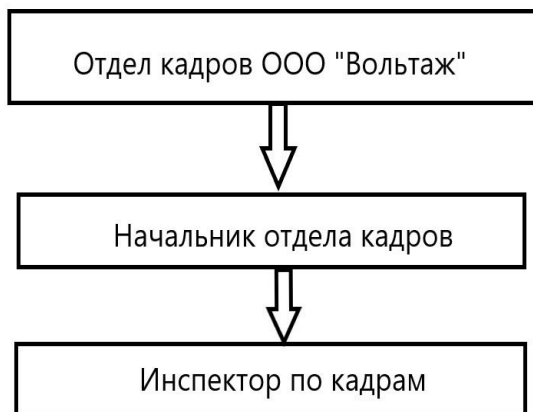 Отдел кадров ООО "Вольтаж"
Начальник отдела кадров
Инспектор по кадрам